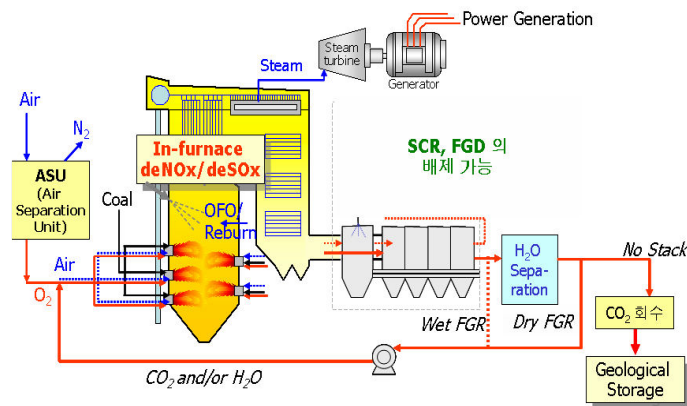 Power Generation
Steam
turbine
Generator
Steam
Air
N2
ASU
(Air
Separation
Unit)
In-furnace
deNOx/deSOx
SCR, FGD 의
배제 가능
Coal
OFO/
Reburn
Air
O2
H2O
Sepa-
ration
No Stack
Wet FGR
Dry FGR
CO2 회수
CO2 and/or H2O
Geological
Storage